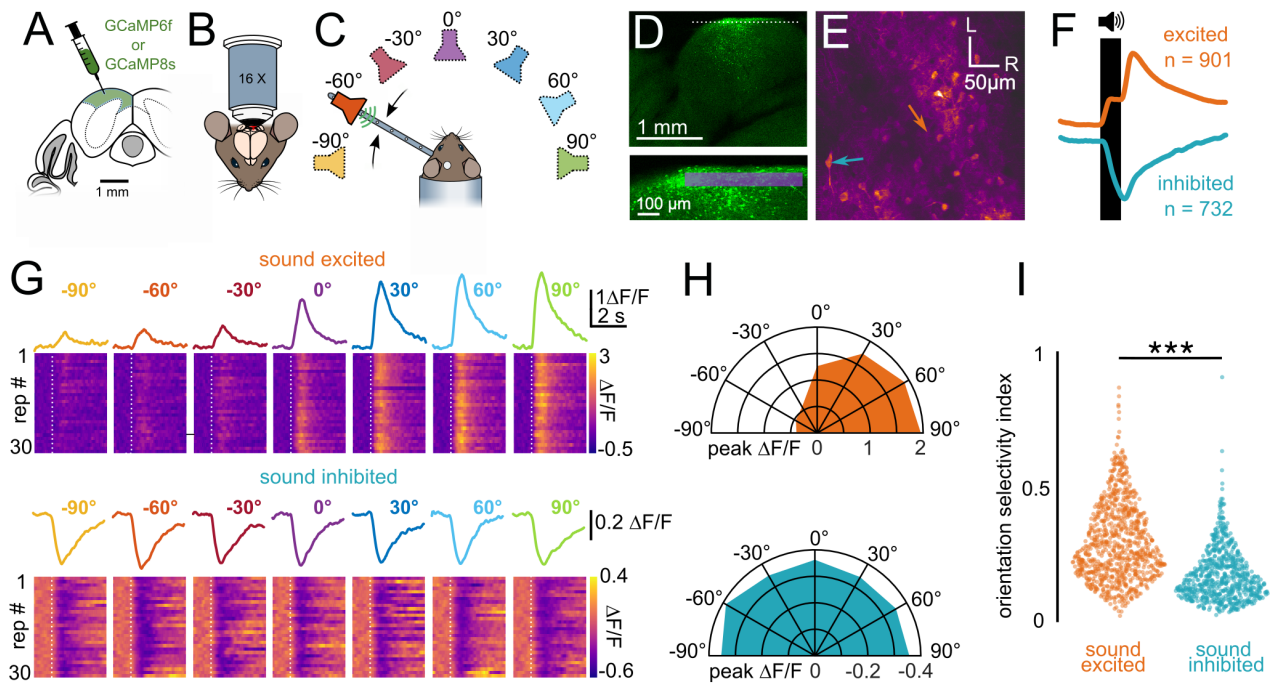 A
GCaMP6f
or
GCaMP8s
1 mm
B
16 X
C
-90°
-60°
-30°
0°
30°
60°
90°
D
1 mm
100 µm
E
L
R
50µm
F
excited
n = 901
inhibited
n = 732
G
sound excited
-90°
-60°
-30°
0°
30°
60°
90°
1ΔF/F
2 s
1
rep #
30
3
ΔF/F
-0.5
sound inhibited
-90°
-60°
-30°
0°
30°
60°
90°
0.2 ΔF/F
1
rep #
30
0.4
ΔF/F
-0.6
H
0°
-30°
30°
-60°
60°
-90°
90°
peak ΔF/F 0 1 2
0°
-30°
30°
-60°
60°
-90°
90°
peak ΔF/F 0 -0.2 -0.4
I
***
1
0.5
0
orientation selectivity index
sound
excited
sound
inhibited